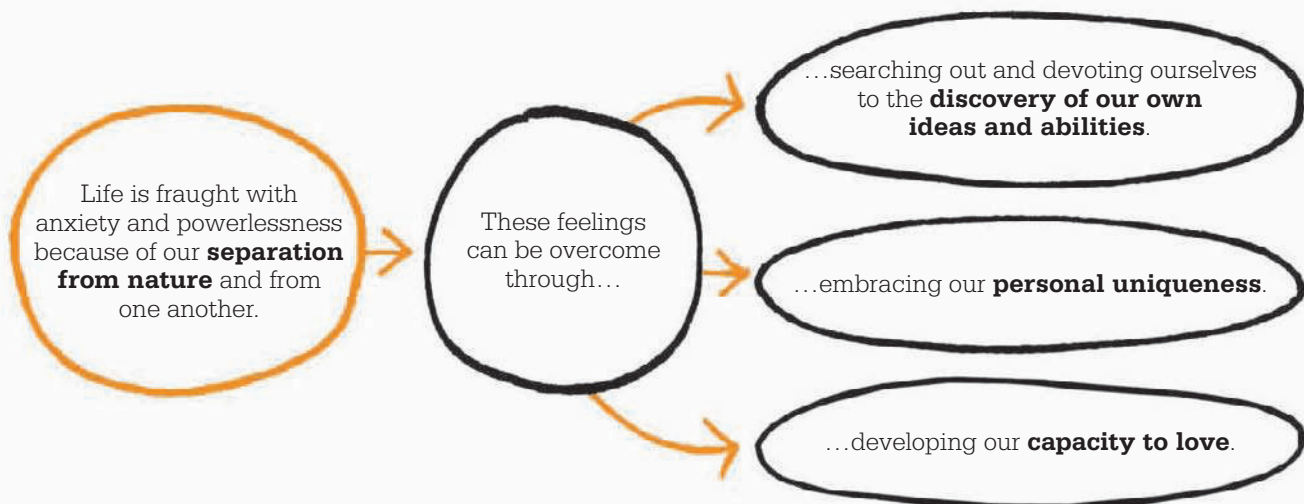 Life is fraught with
anxiety and powerlessness
because of our separation
from nature and from
one another.
These feelings
can be overcome
through…
…searching out and devoting ourselves
to the discovery of our own
ideas and abilities.
…embracing our personal uniqueness.
…developing our capacity to love.